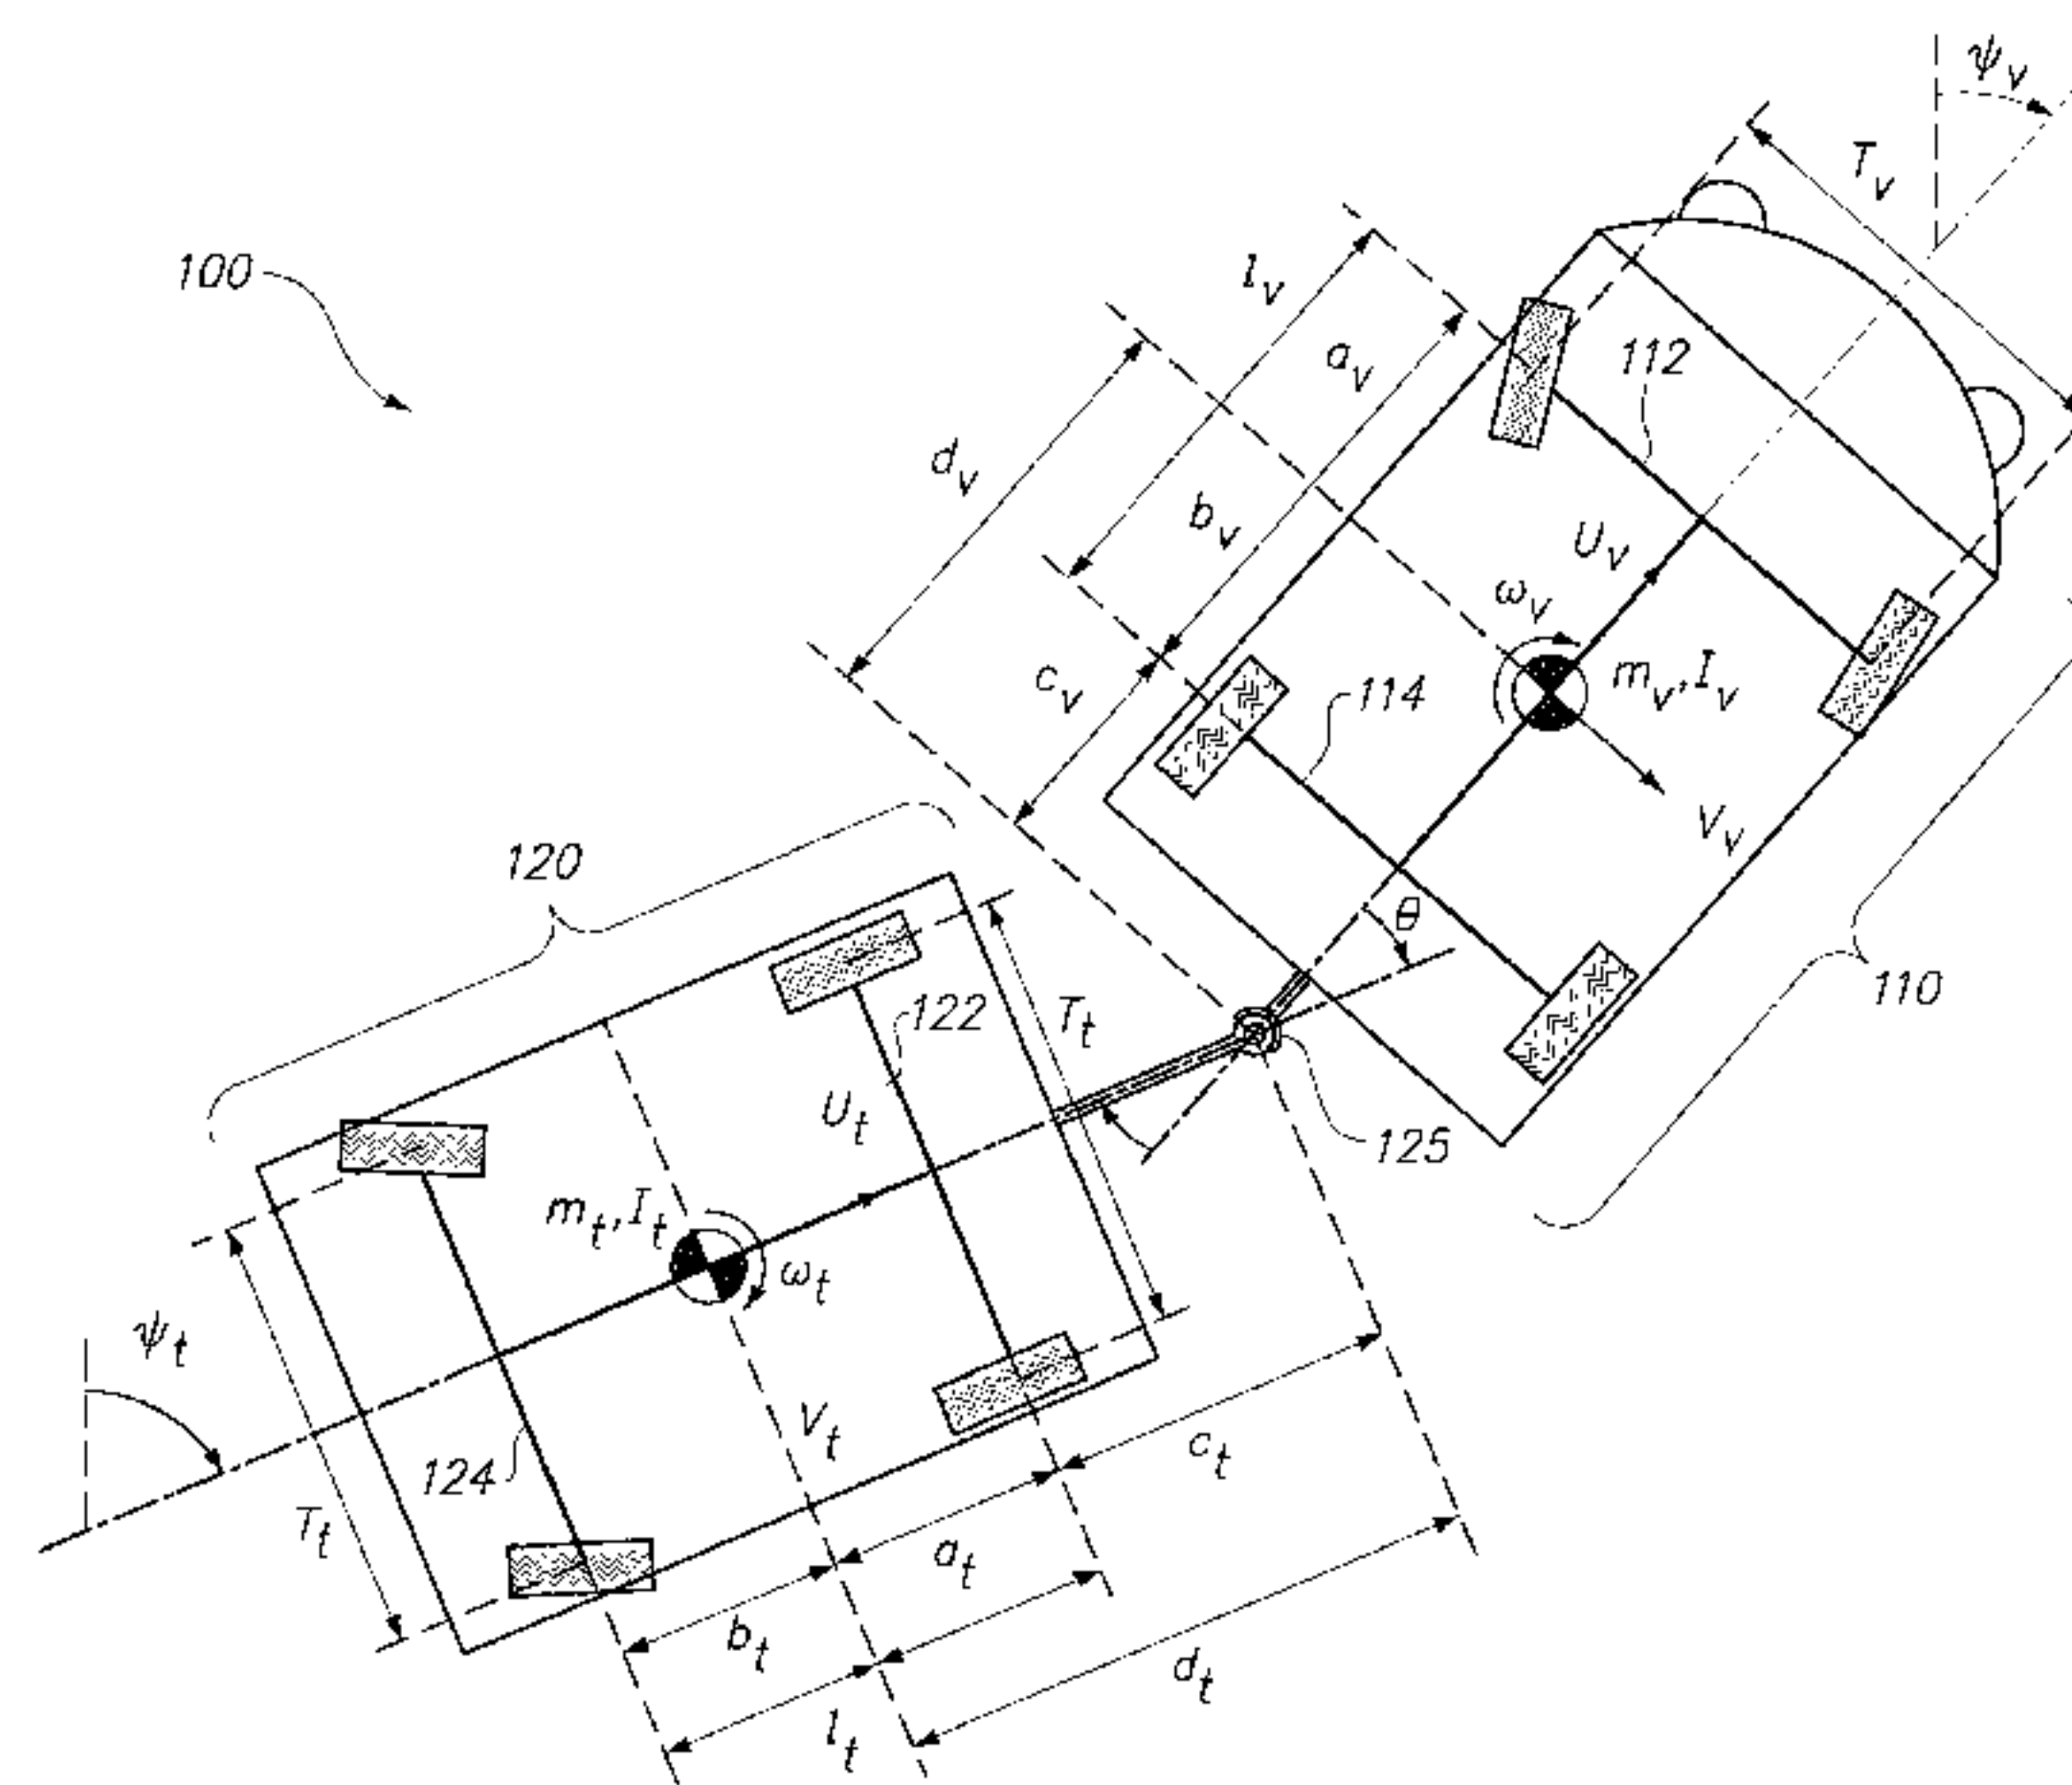 ψv
Tv
100
lv
av
112
dv
bv
Uv
ωv
mv, Iv
cv
114
Vv
120
θ
110
Tt
122
Ut
125
mt, It
ωt
ψt
Vt
ct
124
Tt
at
bt
dt
lt